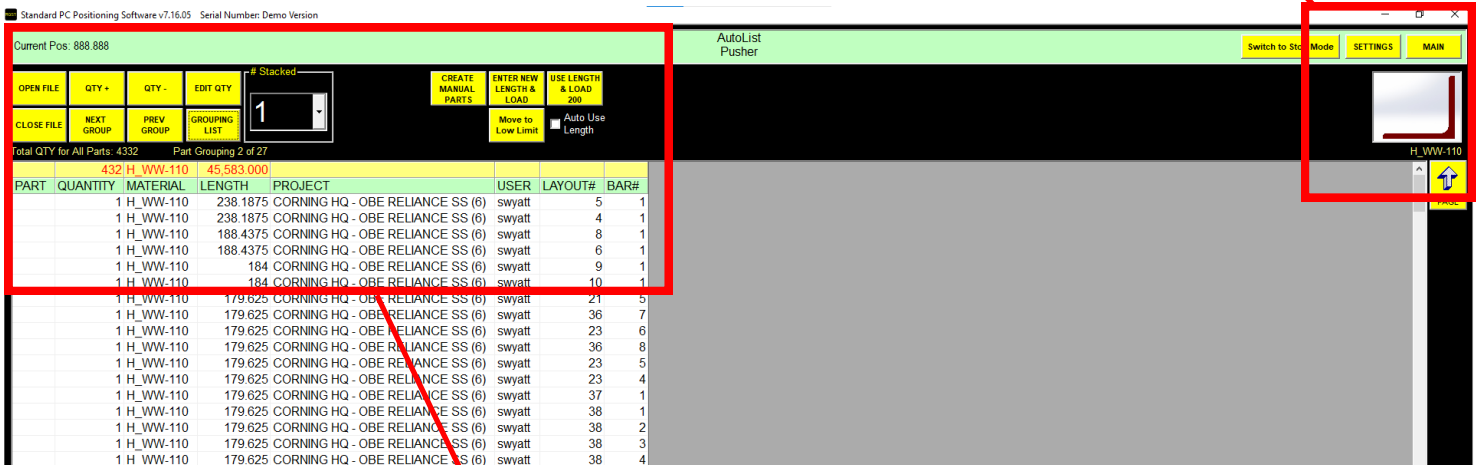 Standard PC Positioning Software v7.16.05 Serial Number: Demo Version
Current Pos: 888.888
AutoList
Pusher
Switch to Stop Mode
SETTINGS
MAIN
OPEN FILE
QTY +
QTY -
EDIT QTY
# Stacked
1
CREATE MANUAL PARTS
ENTER NEW LENGTH & LOAD
USE LENGTH & LOAD 200
CLOSE FILE
NEXT GROUP
PREV GROUP
GROUPING LIST
Move to Low Limit
Auto Use Length
Total QTY for All Parts: 4332 Part Grouping 2 of 27
H_WW-110
432 H_WW-110 45,583.000
PART QUANTITY MATERIAL LENGTH PROJECT USER LAYOUT# BAR#
1 H_WW-110 238.1875 CORNING HQ - OBE RELIANCE SS (6) swyatt 5 1
1 H_WW-110 238.1875 CORNING HQ - OBE RELIANCE SS (6) swyatt 4 1
1 H_WW-110 188.4375 CORNING HQ - OBE RELIANCE SS (6) swyatt 8 1
1 H_WW-110 188.4375 CORNING HQ - OBE RELIANCE SS (6) swyatt 6 1
1 H_WW-110 184 CORNING HQ - OBE RELIANCE SS (6) swyatt 9 1
1 H_WW-110 184 CORNING HQ - OBE RELIANCE SS (6) swyatt 10 1
1 H_WW-110 179.625 CORNING HQ - OBE RELIANCE SS (6) swyatt 21 5
1 H_WW-110 179.625 CORNING HQ - OBE RELIANCE SS (6) swyatt 36 7
1 H_WW-110 179.625 CORNING HQ - OBE RELIANCE SS (6) swyatt 23 6
1 H_WW-110 179.625 CORNING HQ - OBE RELIANCE SS (6) swyatt 36 8
1 H_WW-110 179.625 CORNING HQ - OBE RELIANCE SS (6) swyatt 23 5
1 H_WW-110 179.625 CORNING HQ - OBE RELIANCE SS (6) swyatt 23 4
1 H_WW-110 179.625 CORNING HQ - OBE RELIANCE SS (6) swyatt 37 1
1 H_WW-110 179.625 CORNING HQ - OBE RELIANCE SS (6) swyatt 38 1
1 H_WW-110 179.625 CORNING HQ - OBE RELIANCE SS (6) swyatt 38 2
1 H_WW-110 179.625 CORNING HQ - OBE RELIANCE SS (6) swyatt 38 3
1 H_WW-110 179.625 CORNING HQ - OBE RELIANCE SS (6) swyatt 38 4
PAGE